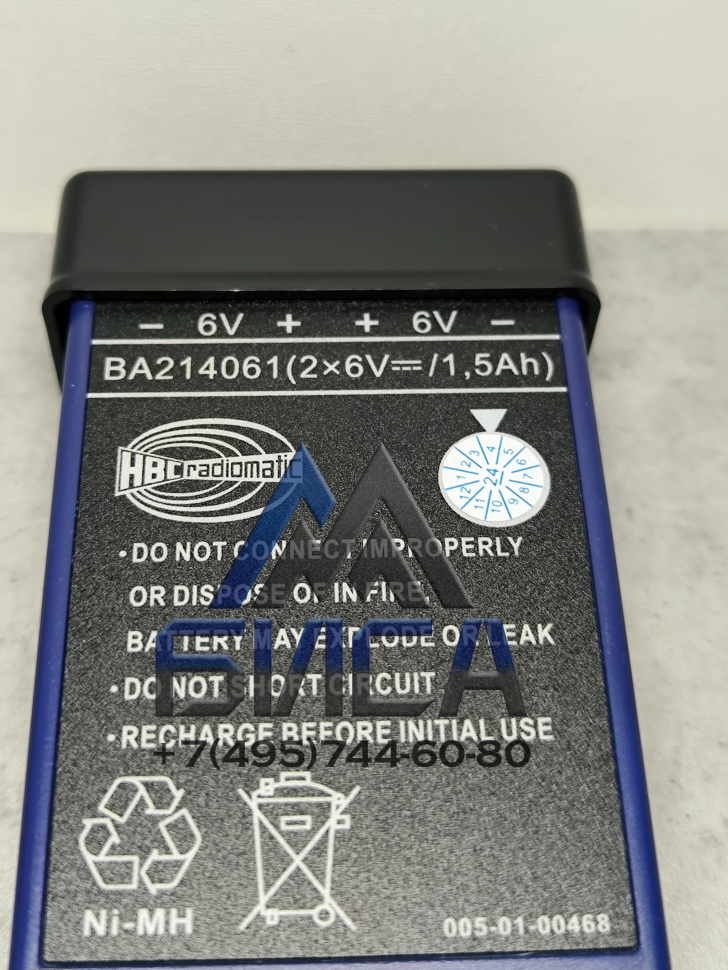 − 6V + + 6V −
BA214061(2×6V⎓/1,5Ah)
HBC radiomatic
1 2 3 4 5 6 7 8 9 10 11 12
24
•DO NOT CONNECT IMPROPERLY
OR DISPOSE OF IN FIRE,
BATTERY MAY EXPLODE OR LEAK
•DO NOT SHORT CIRCUIT
•RECHARGE BEFORE INITIAL USE
БИСА
+7(495)744-60-80
Ni-MH
005-01-00468